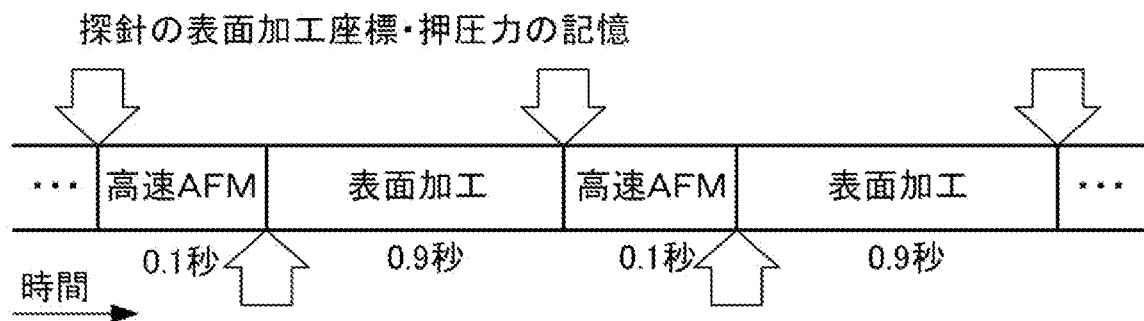 探針の表面加工座標・押圧力の記憶
・・・ 高速AFM 表面加工 高速AFM 表面加工 ・・・
0.1秒 0.9秒 0.1秒 0.9秒
時間